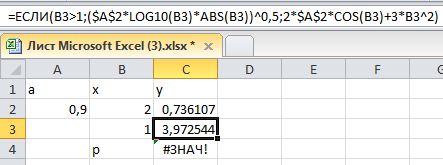 =ЕСЛИ(B3>1;($A$2*LOG10(B3)*ABS(B3))^0,5;2*$A$2*COS(B3)+3*B3^2)
Лист Microsoft Excel (3).xlsx *
A B C
1 a x y
2 0,9 2 0,736107
3 1 3,972544
4 p #ЗНАЧ!